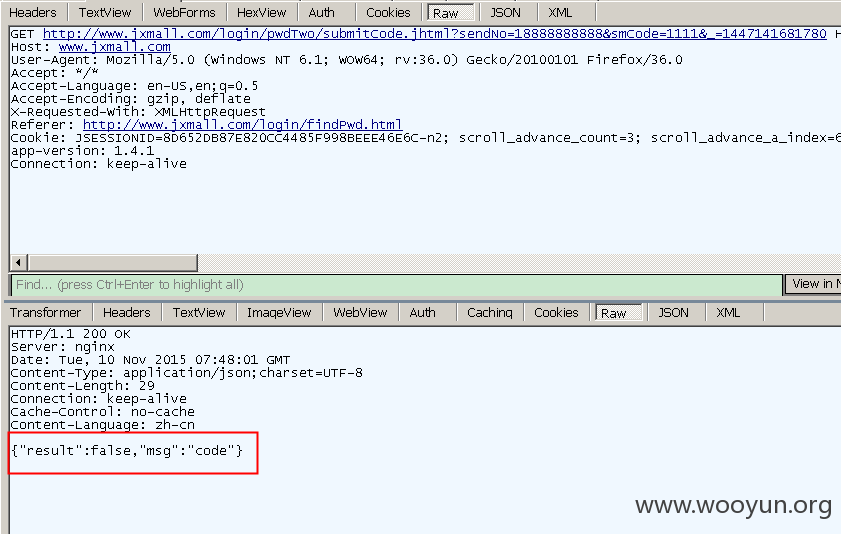 Headers TextView WebForms HexView Auth Cookies Raw JSON XML
GET http://www.jxmall.com/login/pwdTwo/submitCode.jhtml?sendNo=18888888888&smCode=1111&_=1447141681780 H
Host: www.jxmall.com
User-Agent: Mozilla/5.0 (Windows NT 6.1; WOW64; rv:36.0) Gecko/20100101 Firefox/36.0
Accept: */*
Accept-Language: en-US,en;q=0.5
Accept-Encoding: gzip, deflate
X-Requested-With: XMLHttpRequest
Referer: http://www.jxmall.com/login/findPwd.html
Cookie: JSESSIONID=8D652DB87E820CC4485F998BEEE46E6C-n2; scroll_advance_count=3; scroll_advance_a_index=6
app-version: 1.4.1
Connection: keep-alive
Find... (press Ctrl+Enter to highlight all) View in N
Transformer Headers TextView ImageView WebView Auth Caching Cookies Raw JSON XML
HTTP/1.1 200 OK
Server: nginx
Date: Tue, 10 Nov 2015 07:48:01 GMT
Content-Type: application/json;charset=UTF-8
Content-Length: 29
Connection: keep-alive
Cache-Control: no-cache
Content-Language: zh-cn
{"result":false,"msg":"code"}
www.wooyun.org